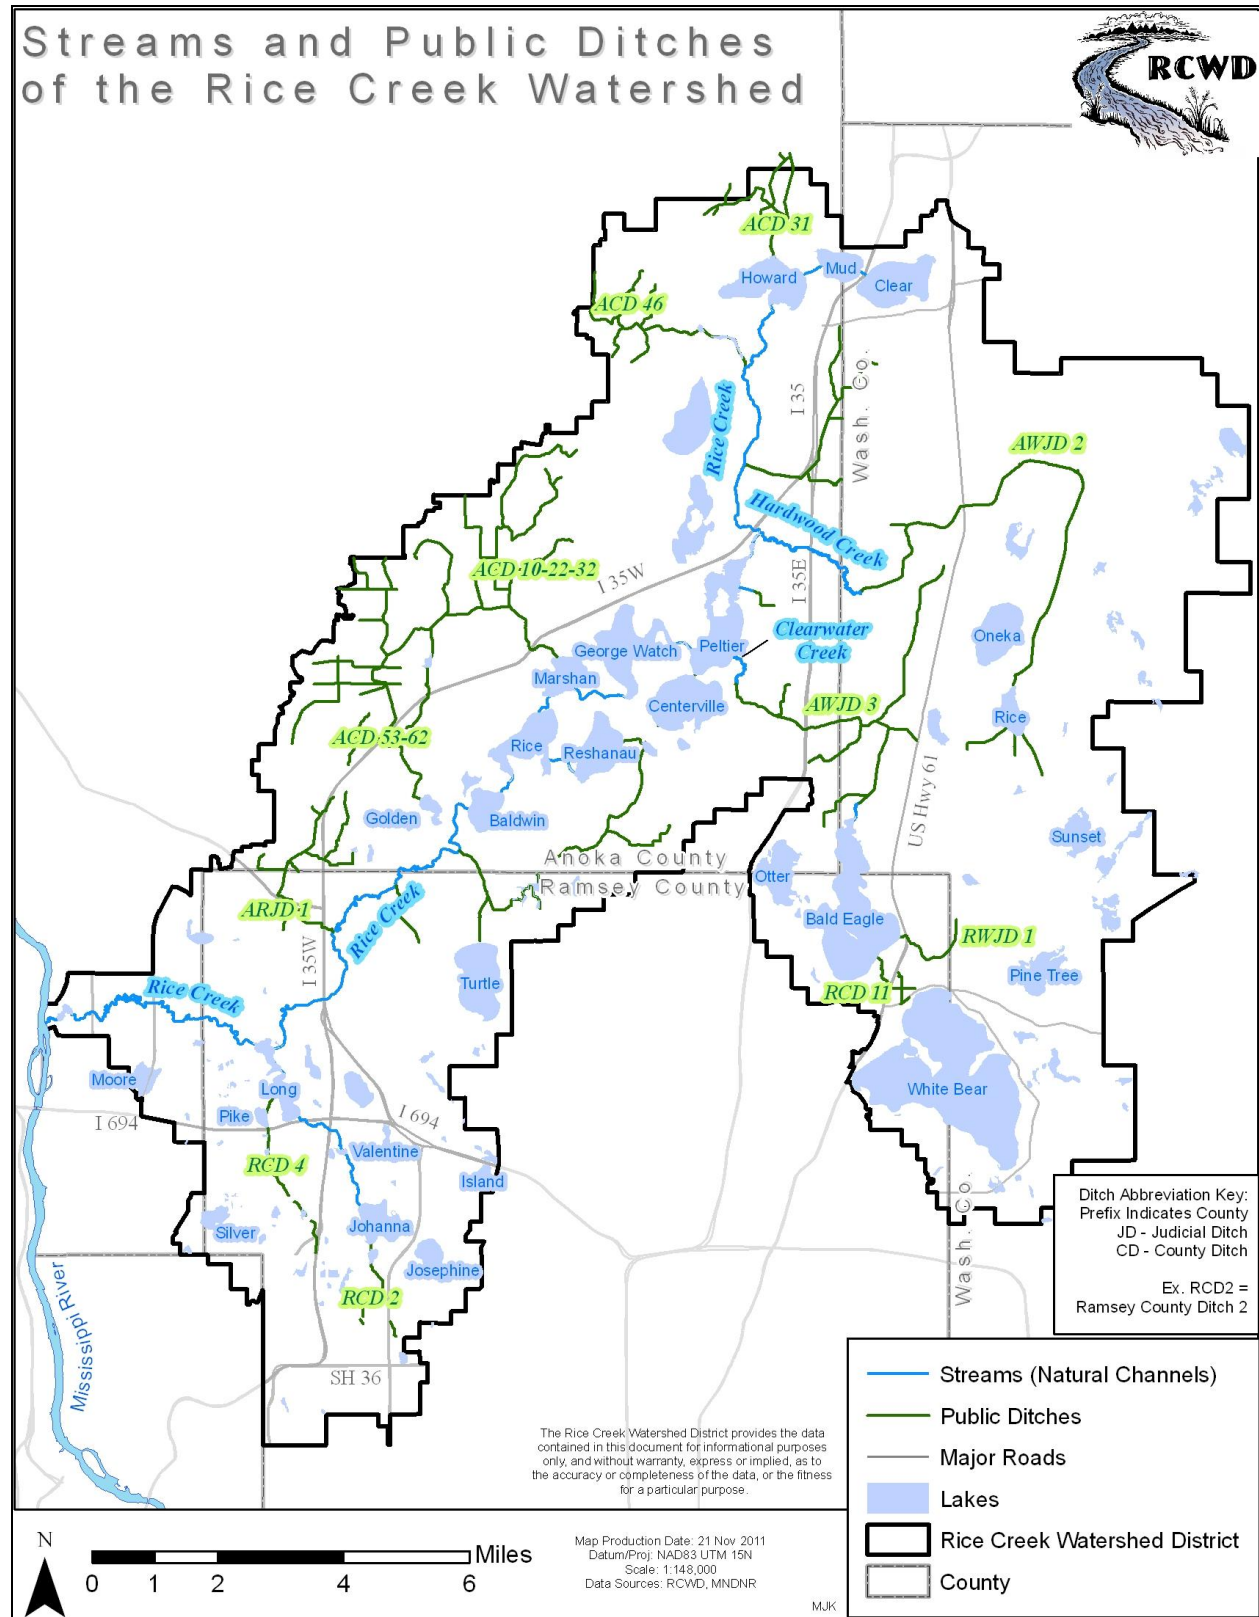 Streams and Public Ditches
of the Rice Creek Watershed
RCWD
ACD 31
Howard
Mud
Clear
ACD 46
Rice Creek
I 35
Wash. Co.
AWJD 2
Hardwood Creek
ACD 10-22-32
I 35W
I 35E
Clearwater
Creek
Oneka
George Watch
Peltier
Marshan
Centerville
AWJD 3
Rice
ACD 53-62
Rice
Reshanau
US Hwy 61
Golden
Baldwin
Sunset
Anoka County
Ramsey County
Otter
ARJD 1
Rice Creek
Bald Eagle
RWJD 1
I 35W
Turtle
Pine Tree
Rice Creek
RCD 11
Moore
Long
White Bear
Pike
I 694
I 694
Valentine
RCD 4
Island
Silver
Johanna
Josephine
RCD 2
Wash. Co.
Mississippi River
SH 36
Ditch Abbreviation Key:
Prefix Indicates County
JD - Judicial Ditch
CD - County Ditch
Ex. RCD2 =
Ramsey County Ditch 2
Streams (Natural Channels)
Public Ditches
Major Roads
Lakes
Rice Creek Watershed District
County
The Rice Creek Watershed District provides the data
contained in this document for informational purposes
only, and without warranty, express or implied, as to
the accuracy or completeness of the data, or the fitness
for a particular purpose.
N
Miles
0 1 2 4 6
Map Production Date: 21 Nov 2011
Datum/Proj: NAD83 UTM 15N
Scale: 1:148,000
Data Sources: RCWD, MNDNR
MJK